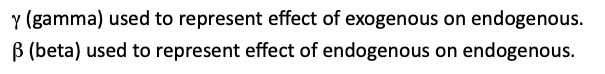 γ (gamma) used to represent effect of exogenous on endogenous.
β (beta) used to represent effect of endogenous on endogenous.